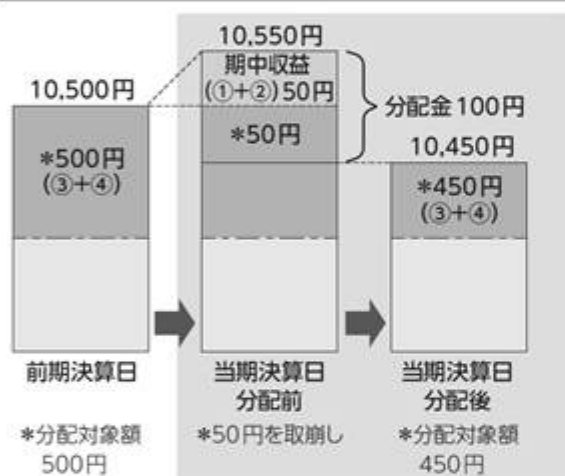 10,500円
*500円
(③+④)
前期決算日
*分配対象額
500円
10,550円
期中収益
(①+②)50円
*50円
分配金100円
当期決算日
分配前
*50円を取崩し
10,450円
*450円
(③+④)
当期決算日
分配後
*分配対象額
450円